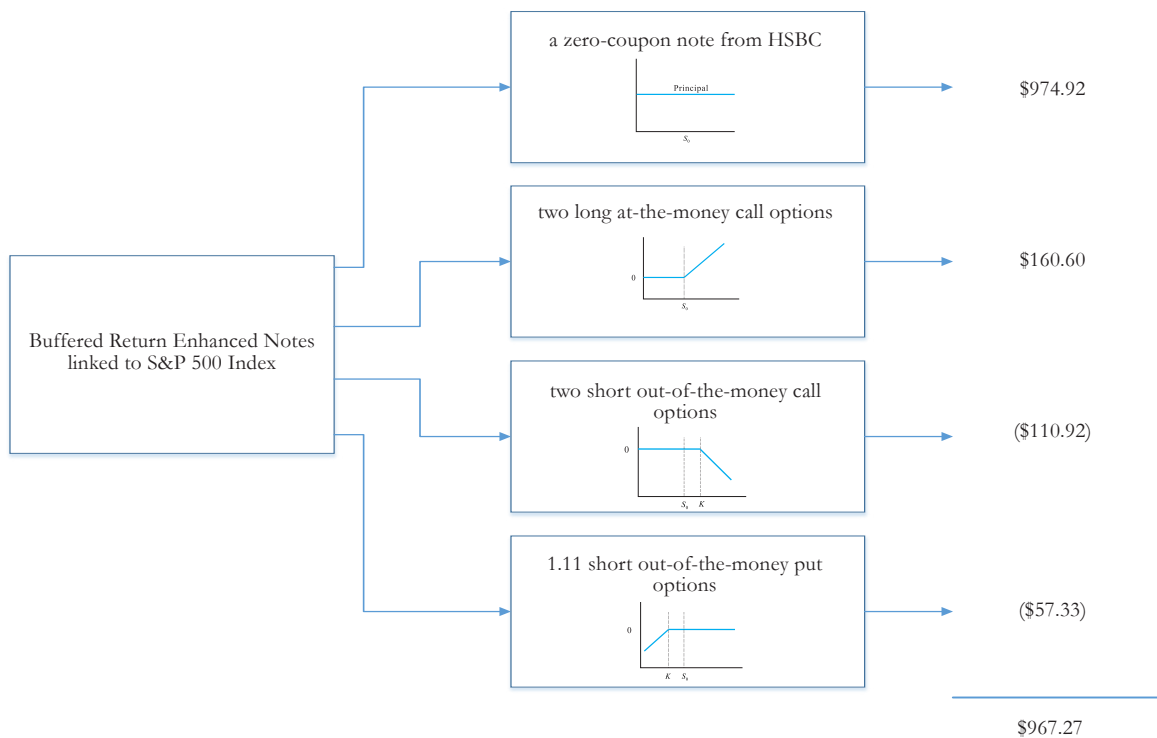 a zero-coupon note from HSBC
Principal
S₀
$974.92
two long at-the-money call options
0
S₀
$160.60
Buffered Return Enhanced Notes
linked to S&P 500 Index
two short out-of-the-money call
options
0
S₀ K
($110.92)
1.11 short out-of-the-money put
options
0
K S₀
($57.33)
$967.27